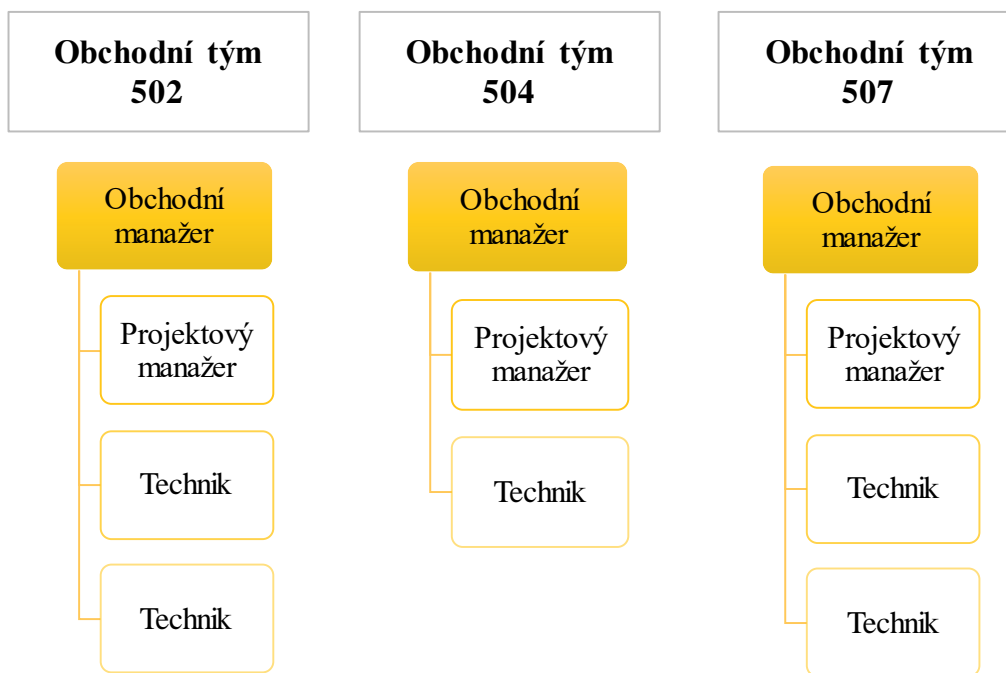 Obchodní tým
502
Obchodní
manažer
Projektový
manažer
Technik
Technik
Obchodní tým
504
Obchodní
manažer
Projektový
manažer
Technik
Obchodní tým
507
Obchodní
manažer
Projektový
manažer
Technik
Technik